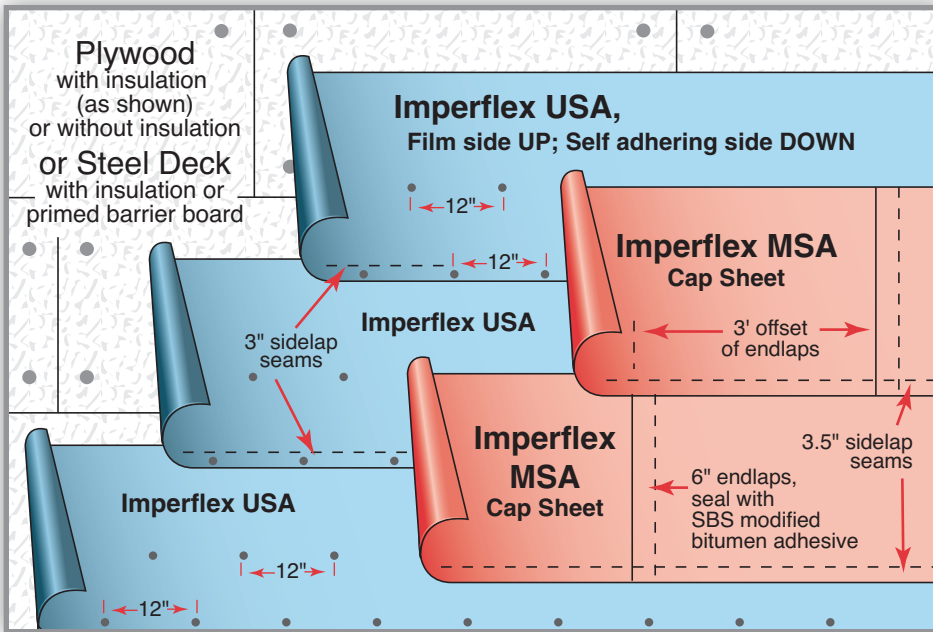 Plywood
with insulation
(as shown)
or without insulation
or Steel Deck
with insulation or
primed barrier board
Imperflex USA,
Film side UP; Self adhering side DOWN
12"
12"
Imperflex MSA
Cap Sheet
3' offset
of endlaps
3" sidelap
seams
Imperflex USA
Imperflex
MSA
Cap Sheet
3.5" sidelap
seams
6" endlaps,
seal with
SBS modified
bitumen adhesive
Imperflex USA
12"
12"